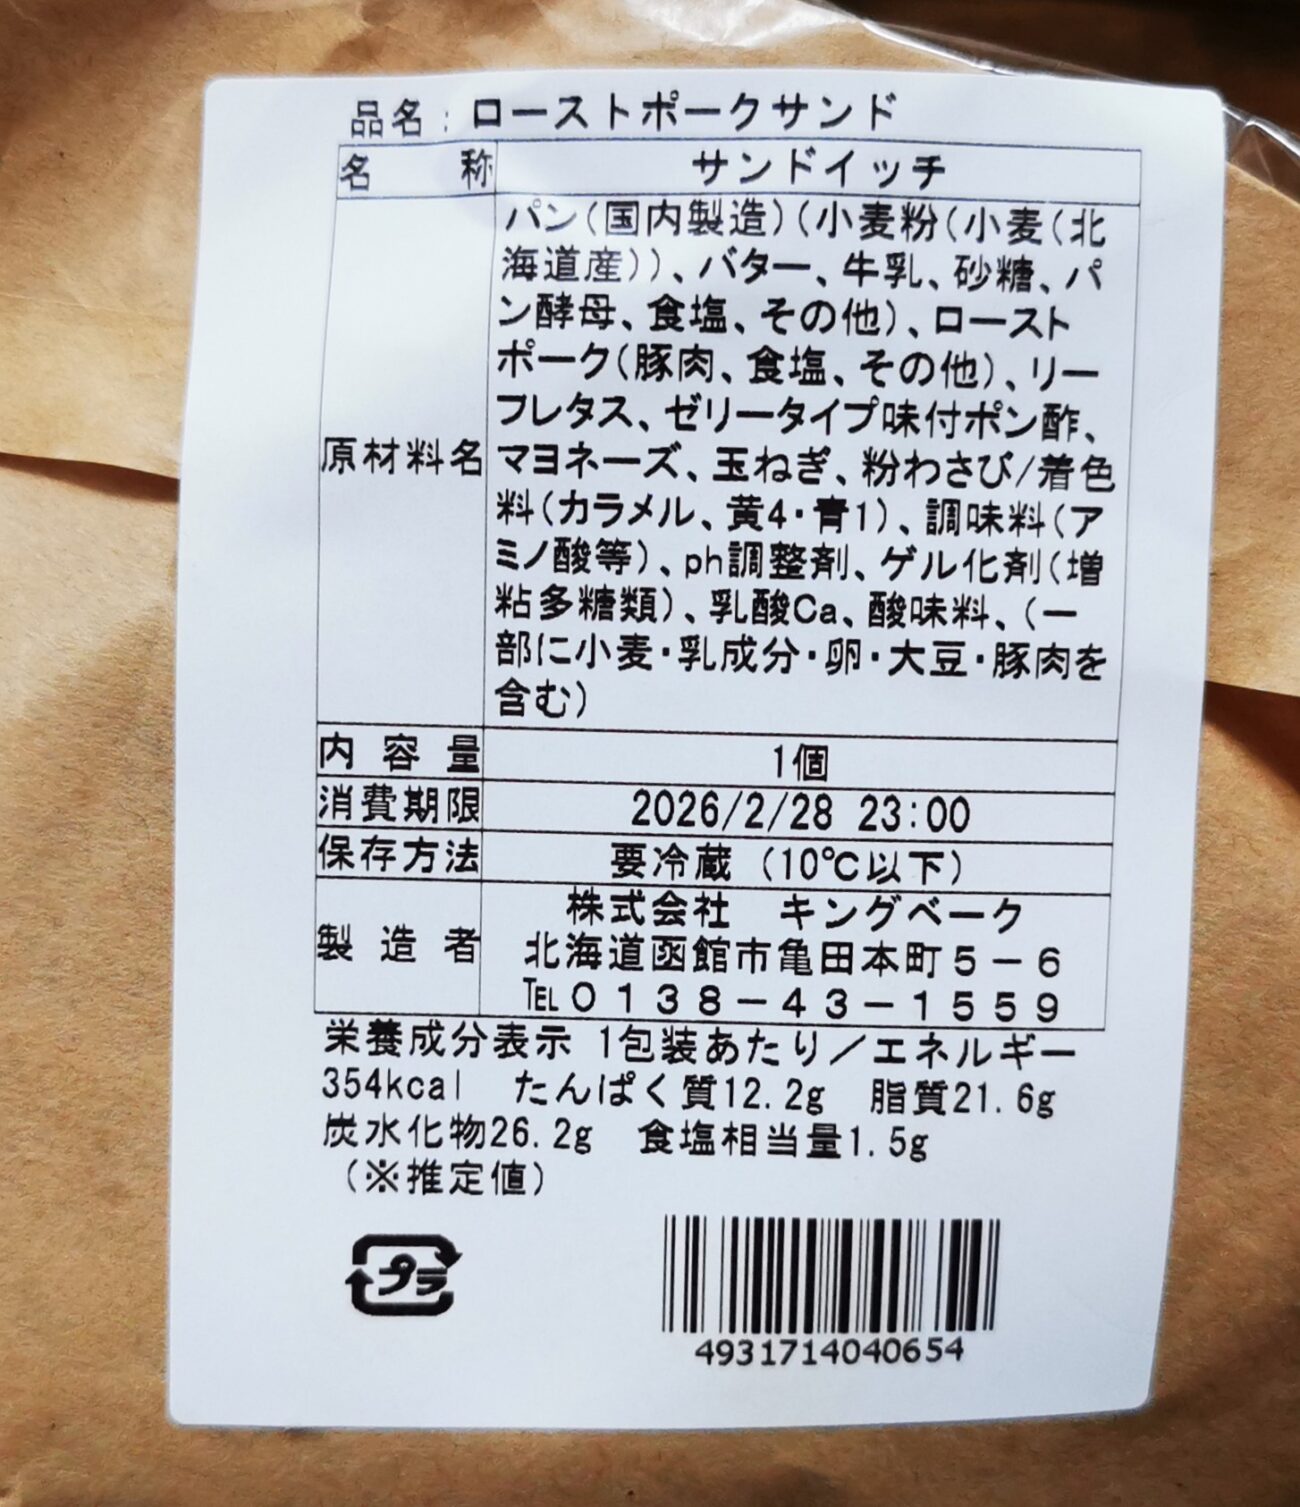 品名:ローストポークサンド
名称 サンドイッチ
パン(国内製造)(小麦粉(小麦(北
海道産))、バター、牛乳、砂糖、パ
ン酵母、食塩、その他)、ロースト
ポーク(豚肉、食塩、その他)、リー
フレタス、ゼリータイプ味付ポン酢、
原材料名 マヨネーズ、玉ねぎ、粉わさび/着色
料(カラメル、黄4・青1)、調味料(ア
ミノ酸等)、ph調整剤、ゲル化剤(増
粘多糖類)、乳酸Ca、酸味料、(一
部に小麦・乳成分・卵・大豆・豚肉を
含む)
内容量 1個
消費期限 2026/2/28 23:00
保存方法 要冷蔵 (10℃以下)
株式会社 キングベーク
製造者 北海道函館市亀田本町5-6
℡0138-43-1559
栄養成分表示 1包装あたり/エネルギー
354kcal たんぱく質12.2g 脂質21.6g
炭水化物26.2g 食塩相当量1.5g
(※推定値)
プラ
4931714040654